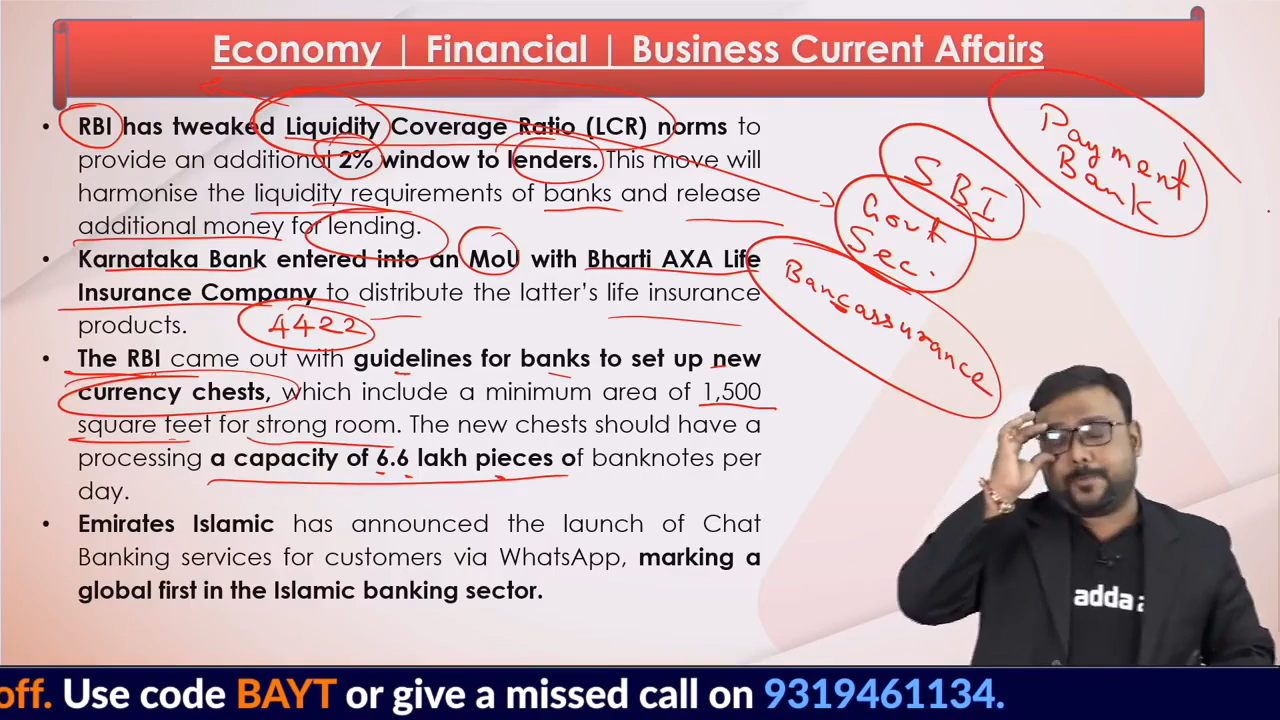 Economy | Financial | Business Current Affairs
• RBI has tweaked Liquidity Coverage Ratio (LCR) norms to
provide an additional 2% window to lenders. This move will
harmonise the liquidity requirements of banks and release
additional money for lending.
• Karnataka Bank entered into an MoU with Bharti AXA Life
Insurance Company to distribute the latter's life insurance
products.
4422
• The RBI came out with guidelines for banks to set up new
currency chests, which include a minimum area of 1,500
square feet for strong room. The new chests should have a
processing a capacity of 6.6 lakh pieces of banknotes per
day.
• Emirates Islamic has announced the launch of Chat
Banking services for customers via WhatsApp, marking a
global first in the Islamic banking sector.
Payment
Bank
SBI
Govt
Sec.
Bancassurance
adda
off. Use code BAYT or give a missed call on 9319461134.